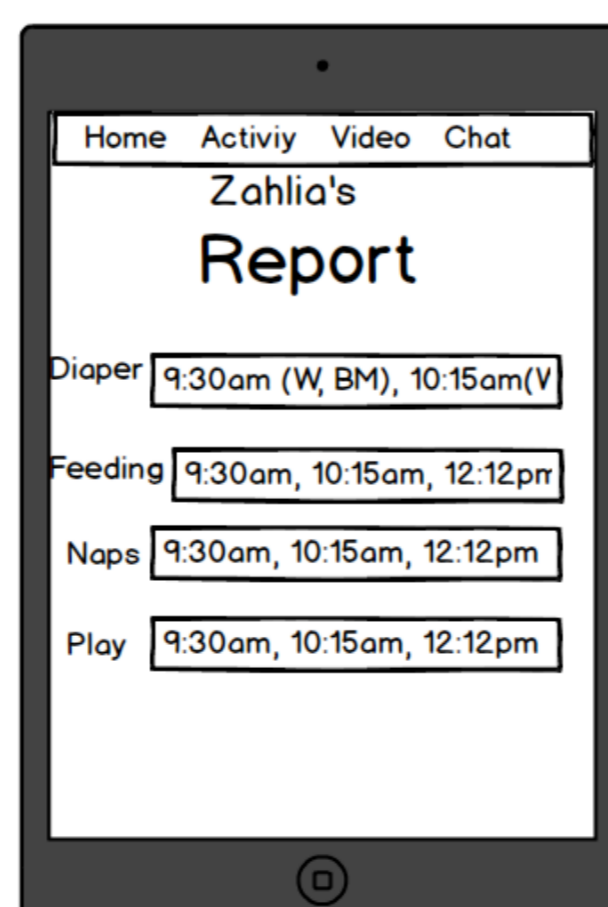 Home Activiy Video Chat
Zahlia's
Report
Diaper 9:30am (W, BM), 10:15am(
Feeding 9:30am, 10:15am, 12:12pm
Naps 9:30am, 10:15am, 12:12pm
Play 9:30am, 10:15am, 12:12pm